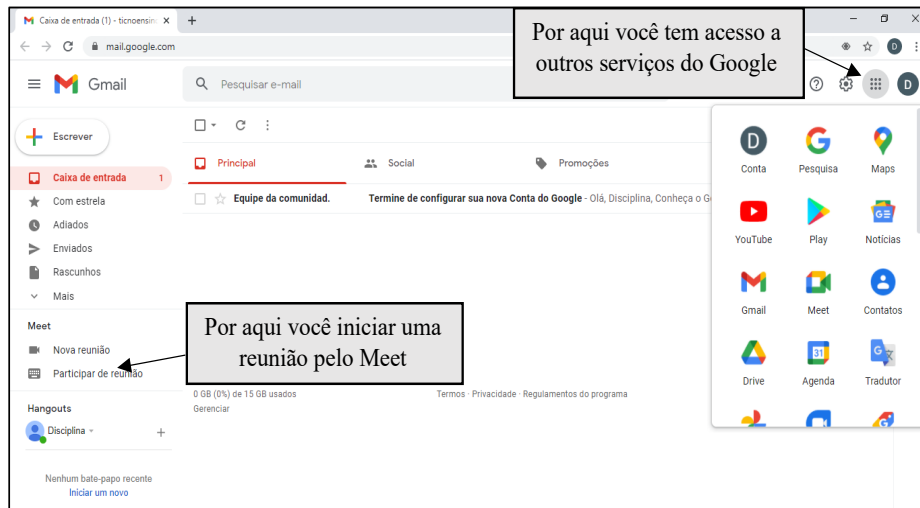 Caixa de entrada (1) - ticnoensin
mail.google.com
Por aqui você tem acesso a
outros serviços do Google
D
Gmail
Pesquisar e-mail
D
Escrever
Principal
Social
Promoções
Caixa de entrada 1
Equipe da comunidad. Termine de configurar sua nova Conta do Google - Olá, Disciplina, Conheça o G
Com estrela
Adiados
Enviados
Rascunhos
Mais
D
Conta Pesquisa Maps
YouTube Play Notícias
Gmail Meet Contatos
31
Drive Agenda Tradutor
Meet
Nova reunião
Participar de reunião
Por aqui você iniciar uma
reunião pelo Meet
0 GB (0%) de 15 GB usados
Gerenciar
Termos · Privacidade · Regulamentos do programa
Hangouts
Disciplina
Nenhum bate-papo recente
Iniciar um novo